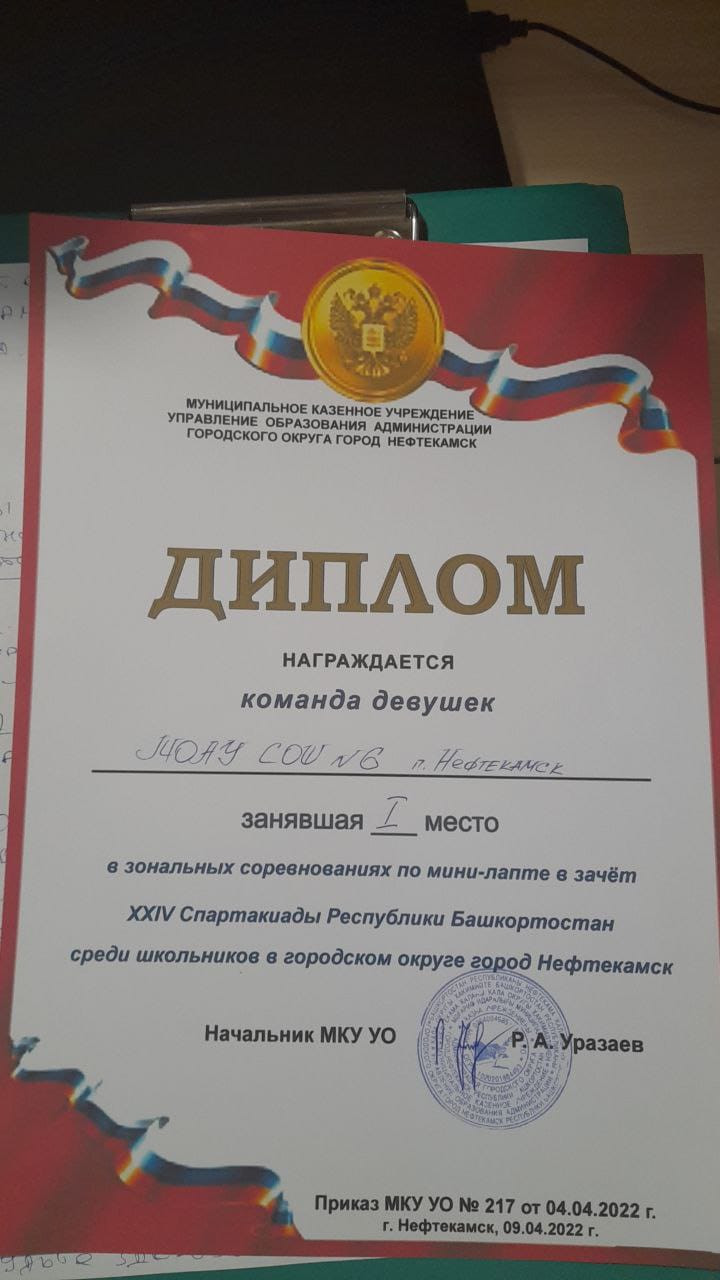 МУНИЦИПАЛЬНОЕ КАЗЕННОЕ УЧРЕЖДЕНИЕ
УПРАВЛЕНИЕ ОБРАЗОВАНИЯ АДМИНИСТРАЦИИ
ГОРОДСКОГО ОКРУГА ГОРОД НЕФТЕКАМСК
ДИПЛОМ
НАГРАЖДАЕТСЯ
команда девушек
МОАУ СОШ №6 г. Нефтекамск
занявшая I место
в зональных соревнованиях по мини-лапте в зачёт
XXIV Спартакиады Республики Башкортостан
среди школьников в городском округе город Нефтекамск
Начальник МКУ УО Р. А. Уразаев
Приказ МКУ УО № 217 от 04.04.2022 г.
г. Нефтекамск, 09.04.2022 г.